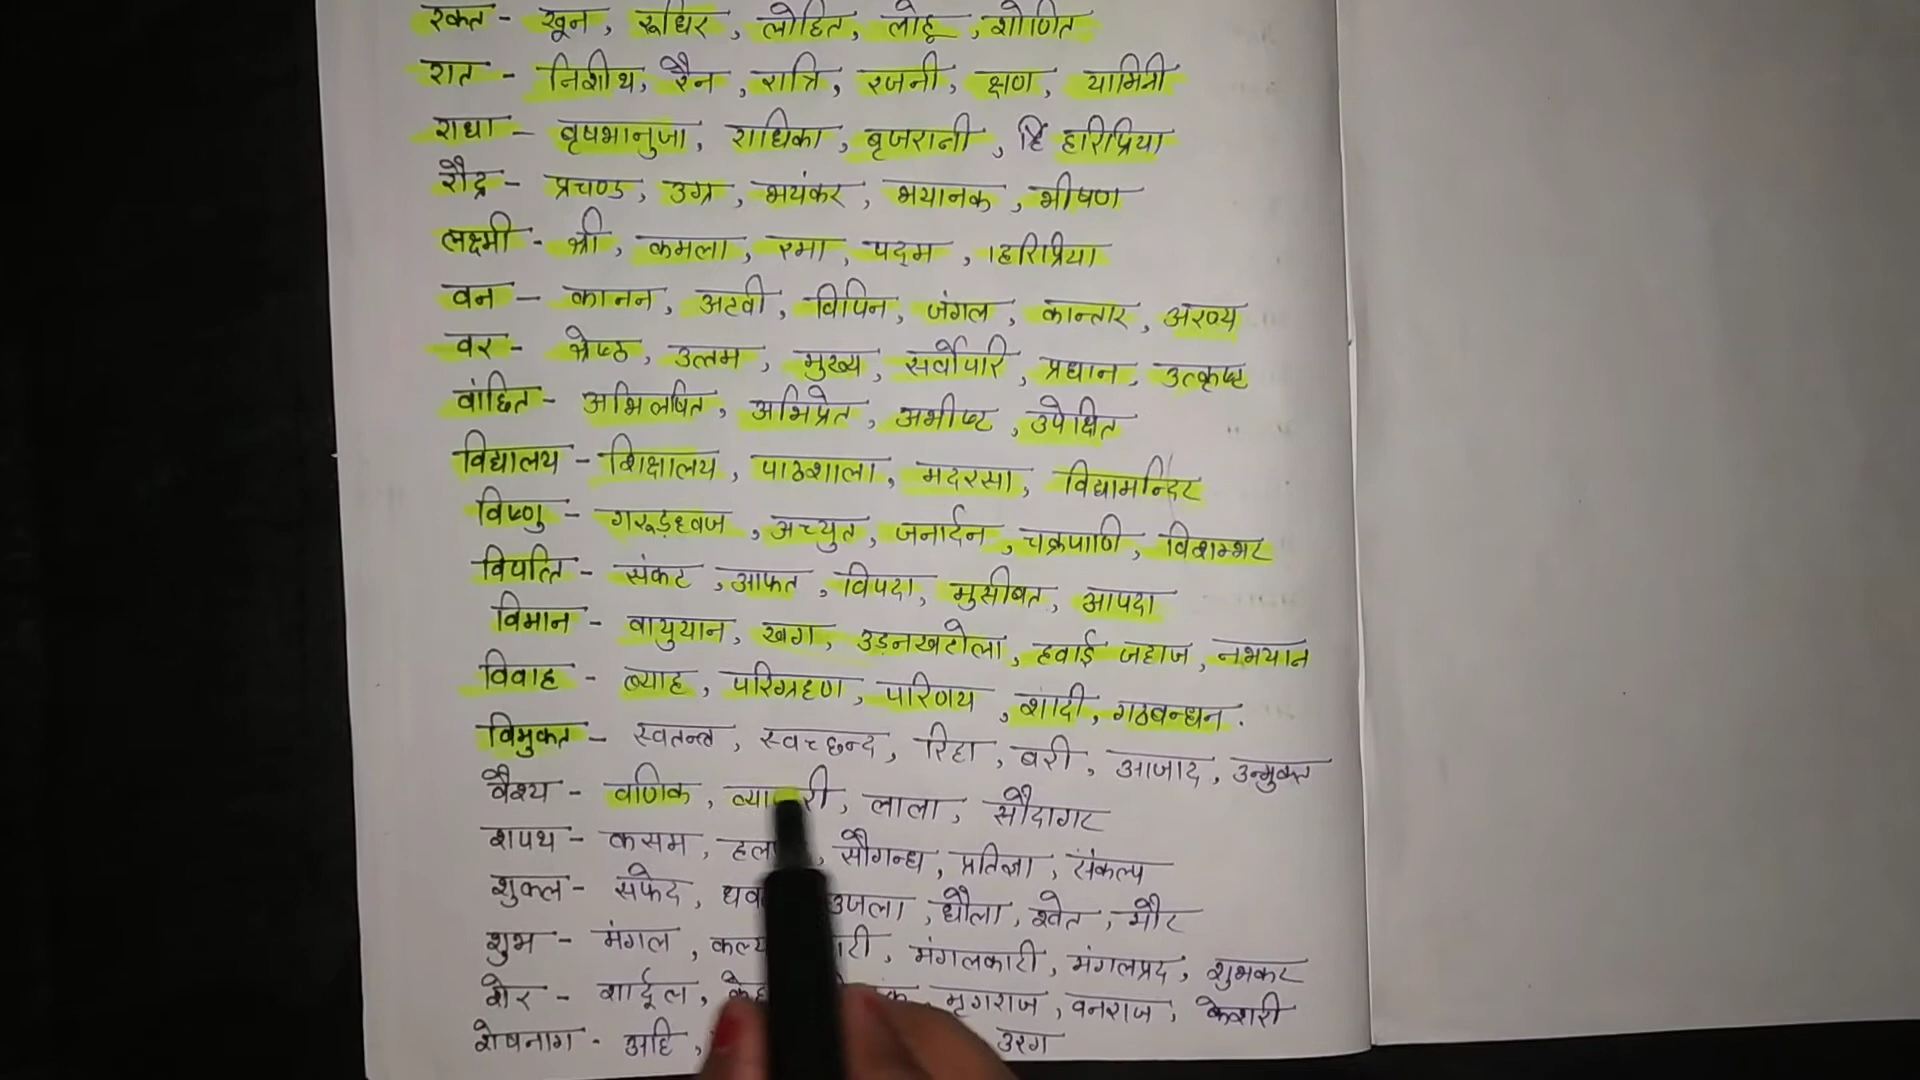 रक्त - खून, रूधिर, लोहित, लोहू, शोणित
रात - निशीथ, रैन, रात्रि, रजनी, क्षण, यामिनी
राधा - वृषभानुजा, राधिका, बृजरानी, हरिप्रिया
रौद्र - प्रचण्ड, उग्र, भयंकर, भयानक, भीषण
लक्ष्मी - श्री, कमला, रमा, पद्म, हरिप्रिया
वन - कानन, अटवी, विपिन, जंगल, कान्तार, अरण्य
वर - श्रेष्ठ, उत्तम, मुख्य, सर्वोपरि, प्रधान, उत्कृष्ट
वांछित - अभिलषित, अभिप्रेत, अभीष्ट, उपेक्षित
विद्यालय - शिक्षालय, पाठशाला, मदरसा, विद्यामन्दिर
विष्णु - गरूड़ध्वज, अच्युत, जनार्दन, चक्रपाणि, विशम्भर
विपत्ति - संकट, आफत, विपदा, मुसीबत, आपदा
विमान - वायुयान, खग, उड़नखटोला, हवाई जहाज, नभयान
विवाह - ब्याह, परिग्रहण, परिणय, शादी, गठबन्धन.
विमुक्त - स्वतन्त्र, स्वच्छन्द, रिहा, बरी, आजाद, उन्मुक्त
वैश्य - वणिक, लाला, सौदागर
शपथ - कसम, सौगन्ध, प्रतिज्ञा, संकल्प
शुक्ल - सफेद, उजला, धौला, श्वेत, गौर
शुभ - मंगल, मंगलकारी, मंगलप्रद, शुभकर
शेर - शार्दूल, मृगराज, वनराज, केशरी
शेषनाग - अहि, उरग